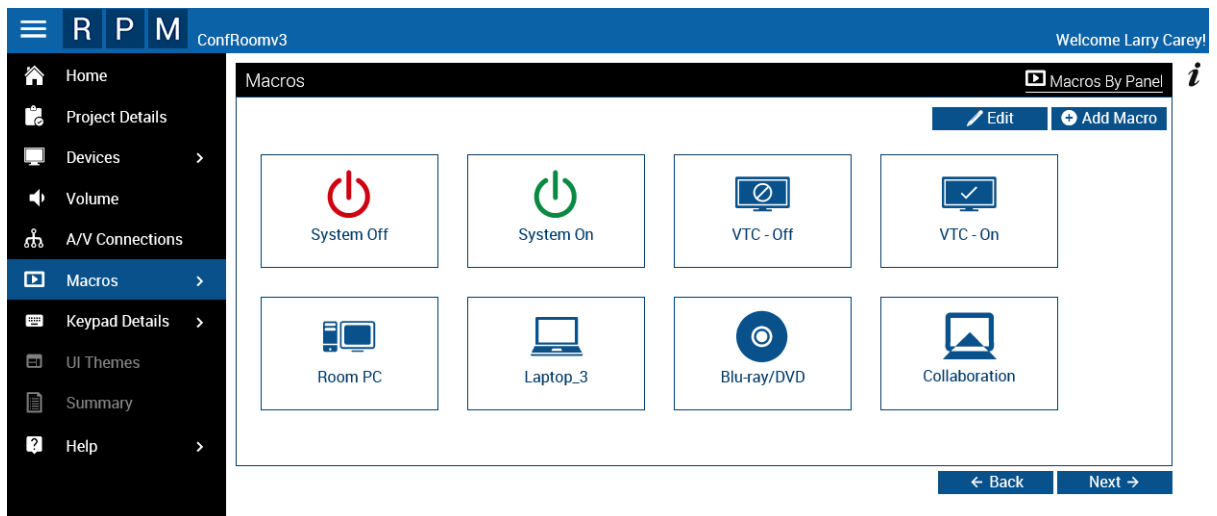 R P M ConfRoomv3 Welcome Larry Carey!
Home
Project Details
Devices
Volume
A/V Connections
Macros
Keypad Details
UI Themes
Summary
Help
Macros Macros By Panel i
Edit Add Macro
System Off System On VTC - Off VTC - On
Room PC Laptop_3 Blu-ray/DVD Collaboration
← Back Next →